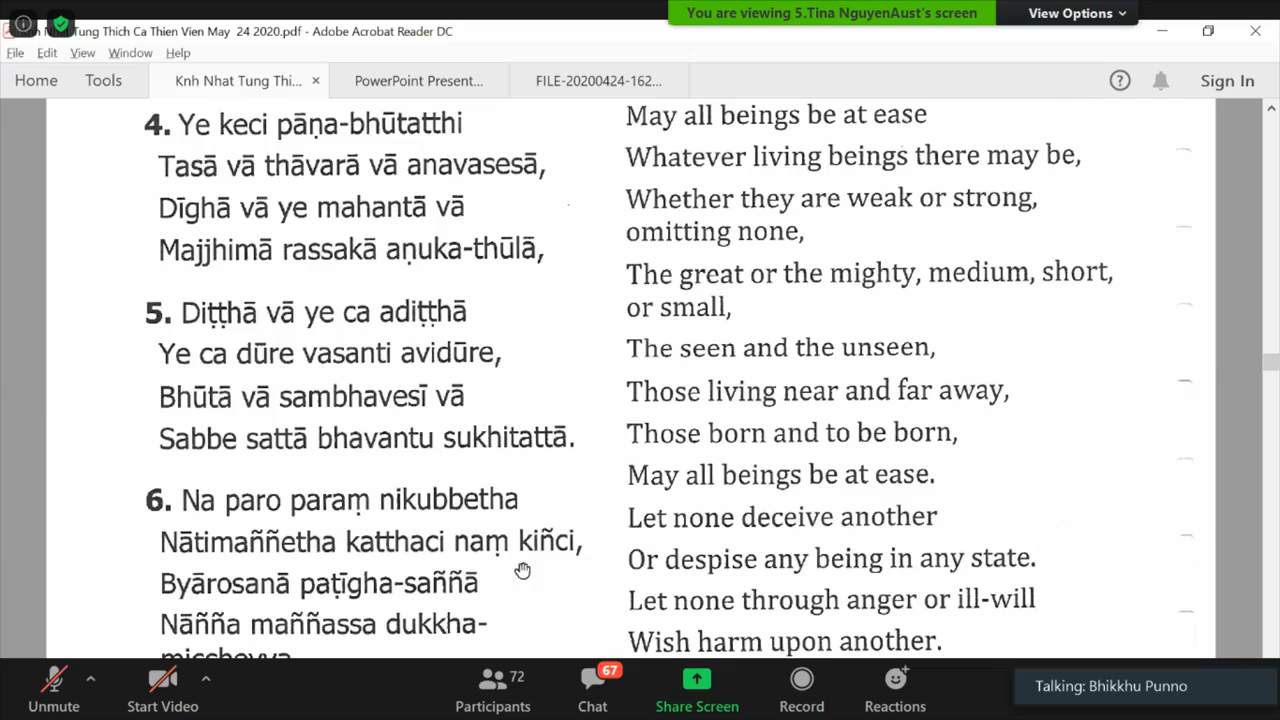 You are viewing 5.Tina NguyenAust's screen
View Options
Tung Thich Ca Thien Vien May 24 2020.pdf - Adobe Acrobat Reader DC
File Edit View Window Help
Home Tools Knh Nhat Tung Thi... × PowerPoint Present... FILE-20200424-162... Sign In
4. Ye keci pāṇa-bhūtatthi
Tasā vā thāvarā vā anavasesā,
Dīghā vā ye mahantā vā
Majjhimā rassakā aṇuka-thūlā,
5. Diṭṭhā vā ye ca adiṭṭhā
Ye ca dūre vasanti avidūre,
Bhūtā vā sambhavesī vā
Sabbe sattā bhavantu sukhitattā.
6. Na paro paraṃ nikubbetha
Nātimaññetha katthaci naṃ kiñci,
Byārosanā paṭīgha-saññā
Nāñña maññassa dukkha-
miccheyya
May all beings be at ease
Whatever living beings there may be,
Whether they are weak or strong,
omitting none,
The great or the mighty, medium, short,
or small,
The seen and the unseen,
Those living near and far away,
Those born and to be born,
May all beings be at ease.
Let none deceive another
Or despise any being in any state.
Let none through anger or ill-will
Wish harm upon another.
72 67
Talking: Bhikkhu Punno
Unmute Start Video Participants Chat Share Screen Record Reactions